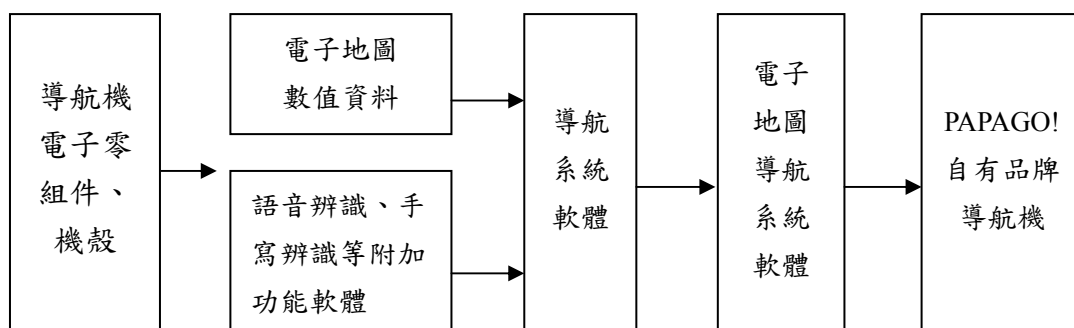 導航機
電子零
組件、
機殼
電子地圖
數值資料
語音辨識、手
寫辨識等附加
功能軟體
導航
系統
軟體
電子
地圖
導航
系統
軟體
PAPAGO!
自有品牌
導航機